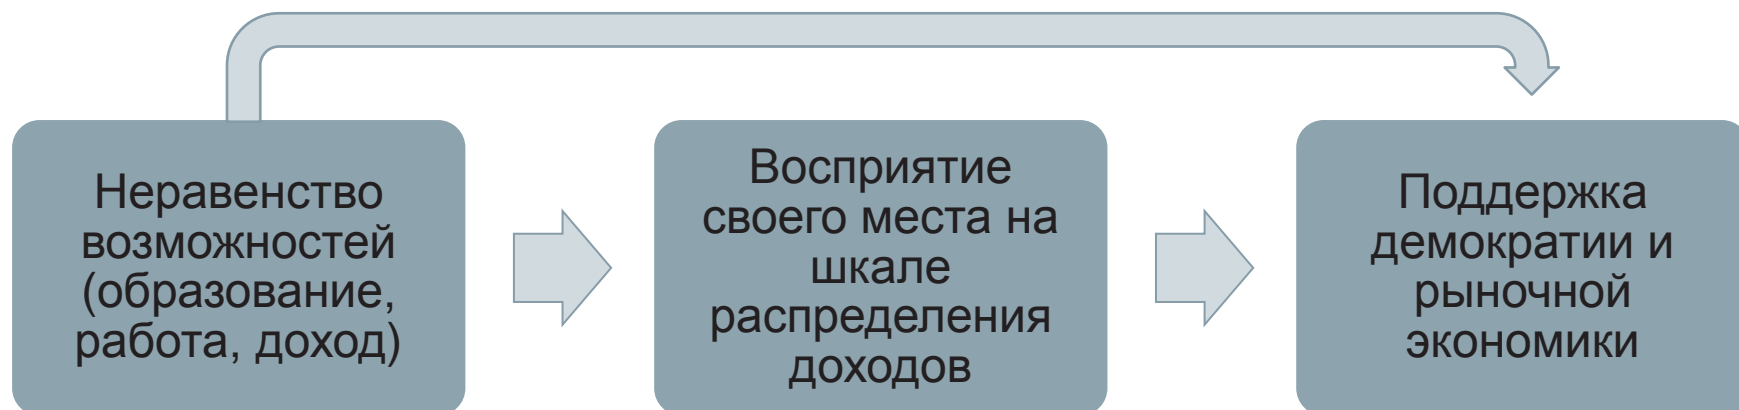 Неравенство
возможностей
(образование,
работа, доход)
Восприятие
своего места на
шкале
распределения
доходов
Поддержка
демократии и
рыночной
экономики